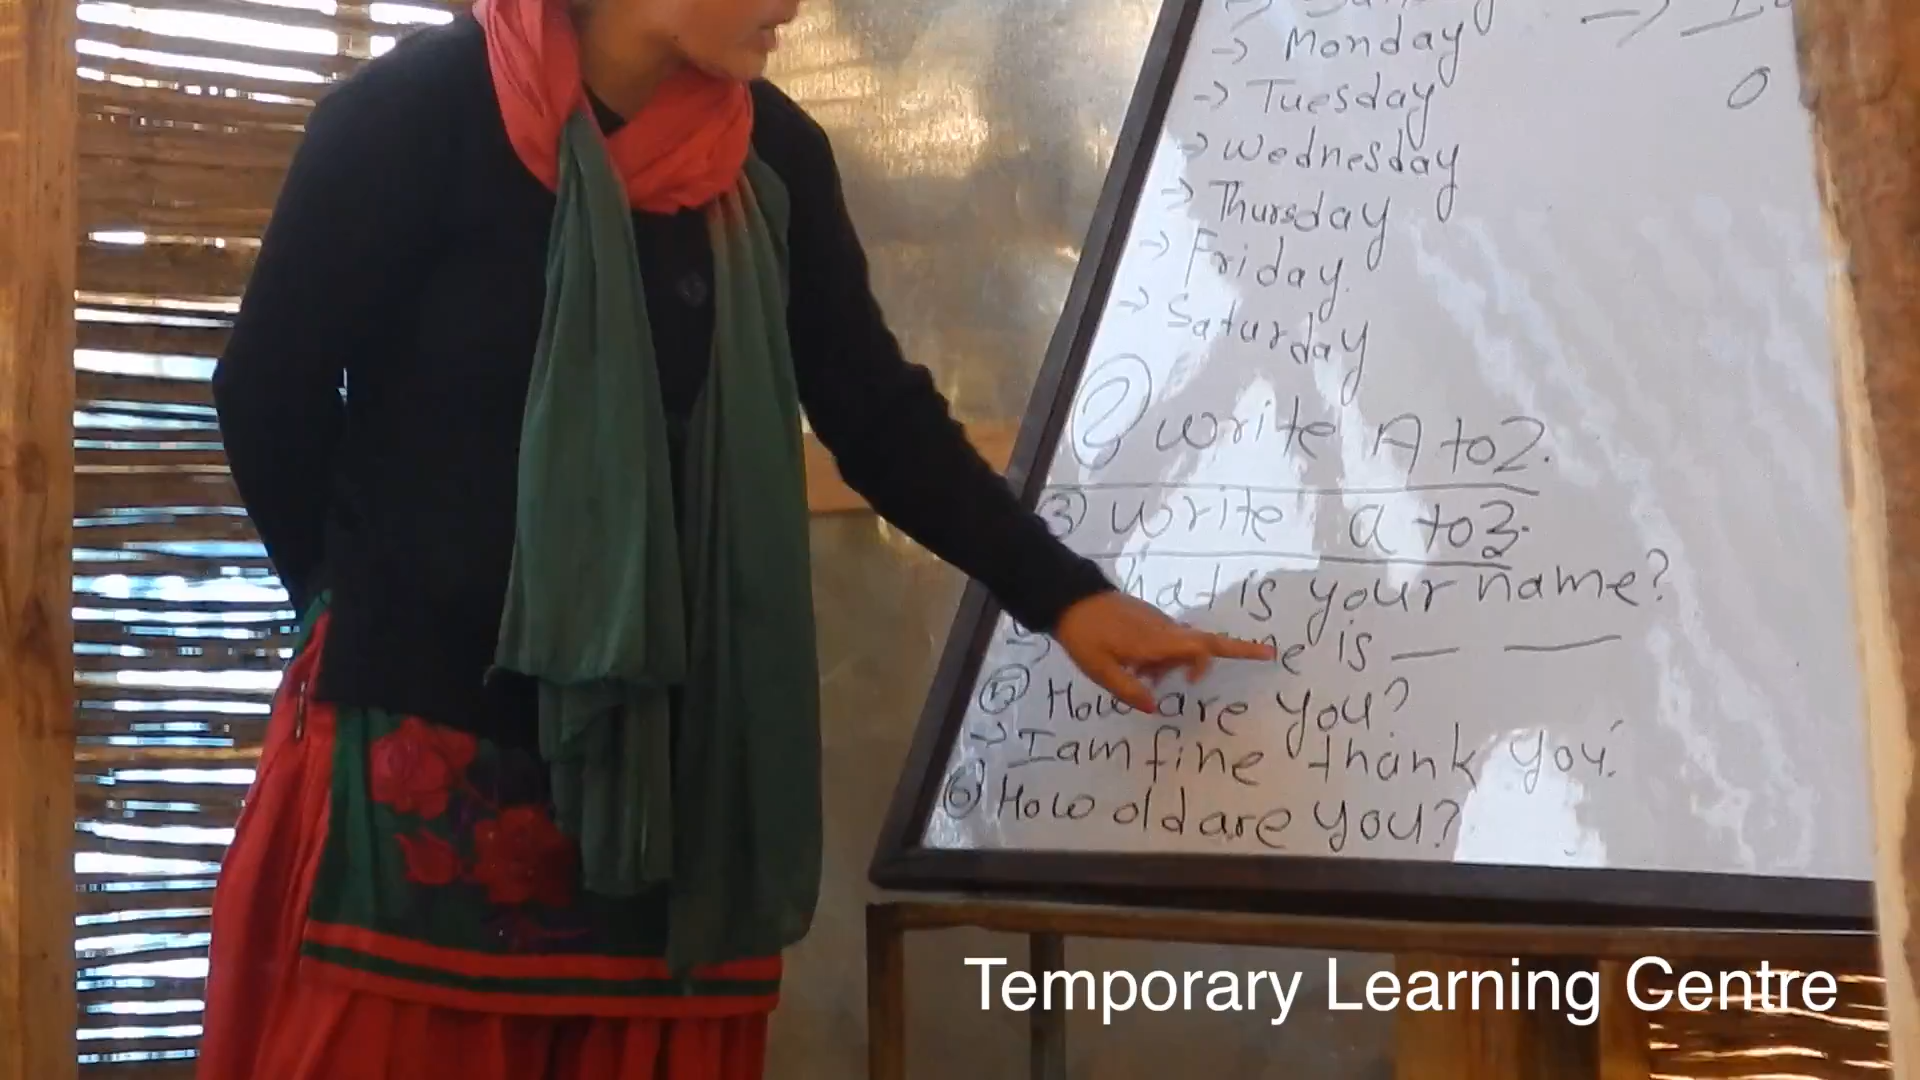 → Monday
→ Tuesday
→ Wednesday
→ Thursday
→ Friday.
→ Saturday
② Write A to Z.
③ Write a to z.
is your name?
→ is — —
⑤ How are you?
→ I am fine thank you.
⑥ How old are you?
Temporary Learning Centre